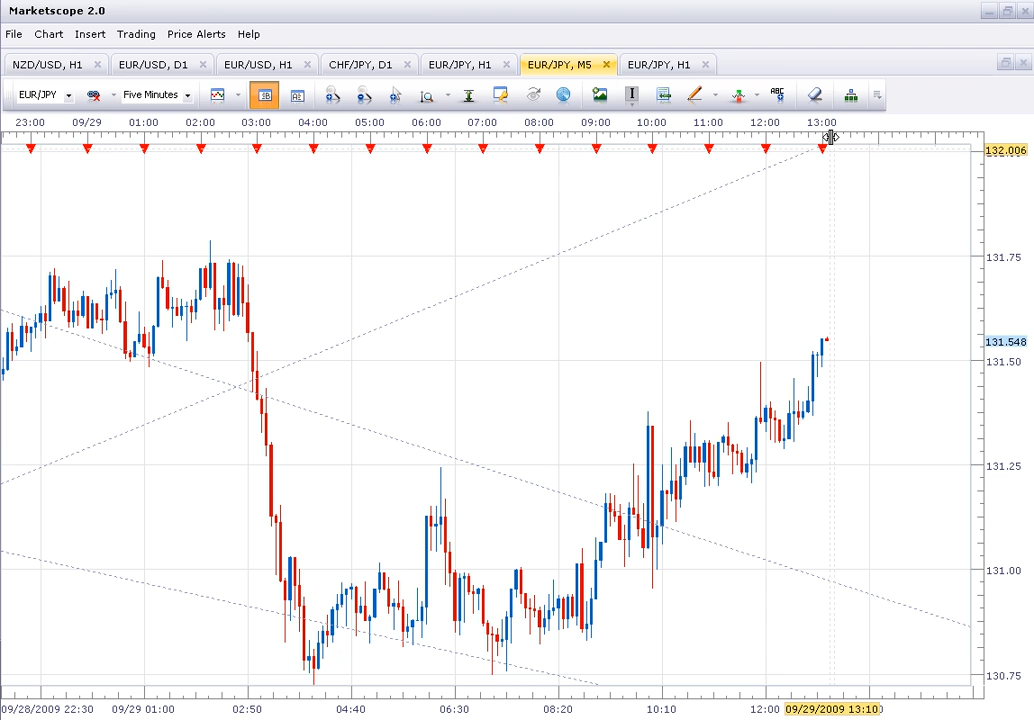 Marketscope 2.0
File Chart Insert Trading Price Alerts Help
NZD/USD, H1 EUR/USD, D1 EUR/USD, H1 CHF/JPY, D1 EUR/JPY, H1 EUR/JPY, M5 EUR/JPY, H1
EUR/JPY Five Minutes ABC
23:00 09/29 01:00 02:00 03:00 04:00 05:00 06:00 07:00 08:00 09:00 10:00 11:00 12:00 13:00
132.006
131.75
131.548
131.50
131.25
131.00
130.75
09/28/2009 22:30 09/29 01:00 02:50 04:40 06:30 08:20 10:10 12:00 09/29/2009 13:10